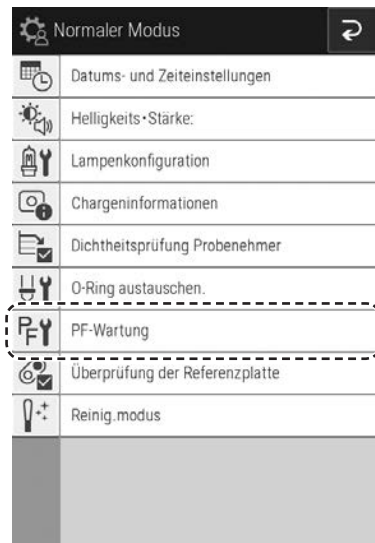 Normaler Modus
Datums- und Zeiteinstellungen
Helligkeits·Stärke:
Lampenkonfiguration
Chargeninformationen
Dichtheitsprüfung Probenehmer
O-Ring austauschen.
PF PF-Wartung
Überprüfung der Referenzplatte
Reinig.modus